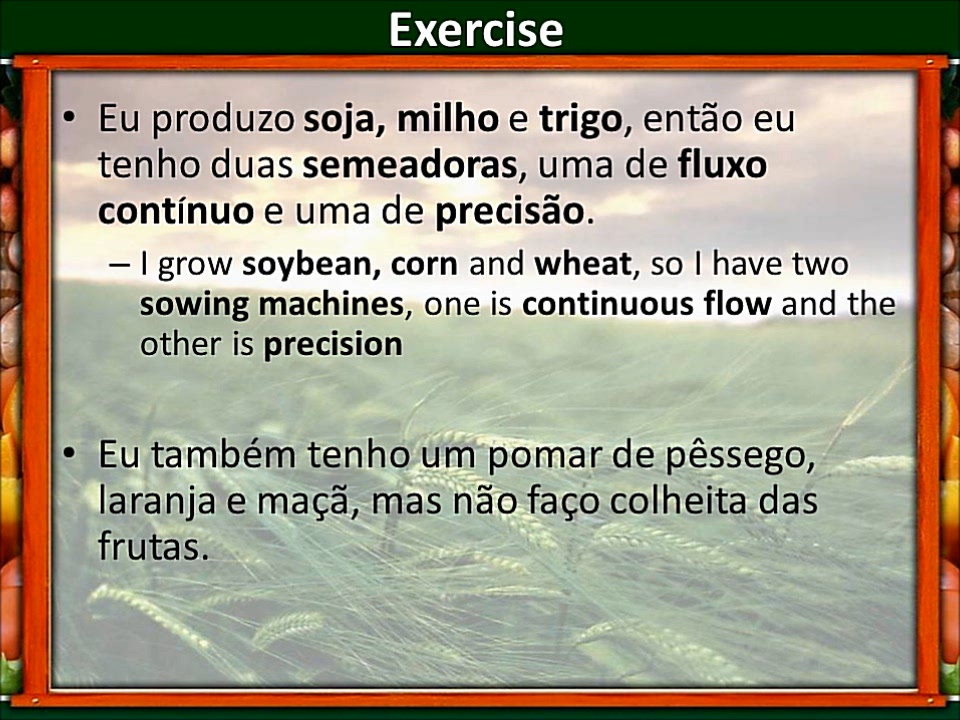 Exercise
• Eu produzo soja, milho e trigo, então eu
tenho duas semeadoras, uma de fluxo
contínuo e uma de precisão.
– I grow soybean, corn and wheat, so I have two
sowing machines, one is continuous flow and the
other is precision
• Eu também tenho um pomar de pêssego,
laranja e maçã, mas não faço colheita das
frutas.